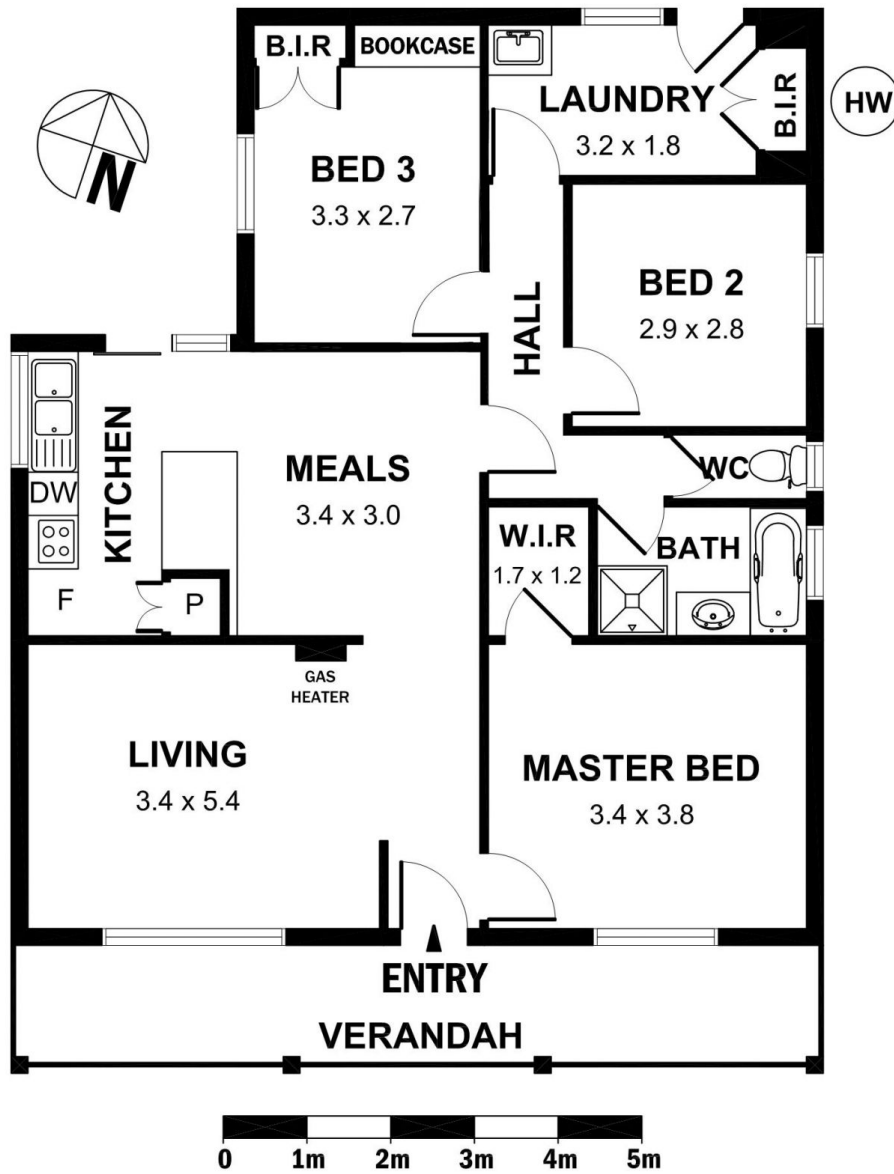 B.I.R
BOOKCASE
LAUNDRY
3.2 x 1.8
B.I.R
HW
N
BED 3
3.3 x 2.7
HALL
BED 2
2.9 x 2.8
KITCHEN
DW
F
P
MEALS
3.4 x 3.0
WC
W.I.R
1.7 x 1.2
BATH
GAS
HEATER
LIVING
3.4 x 5.4
MASTER BED
3.4 x 3.8
ENTRY
VERANDAH
0 1m 2m 3m 4m 5m